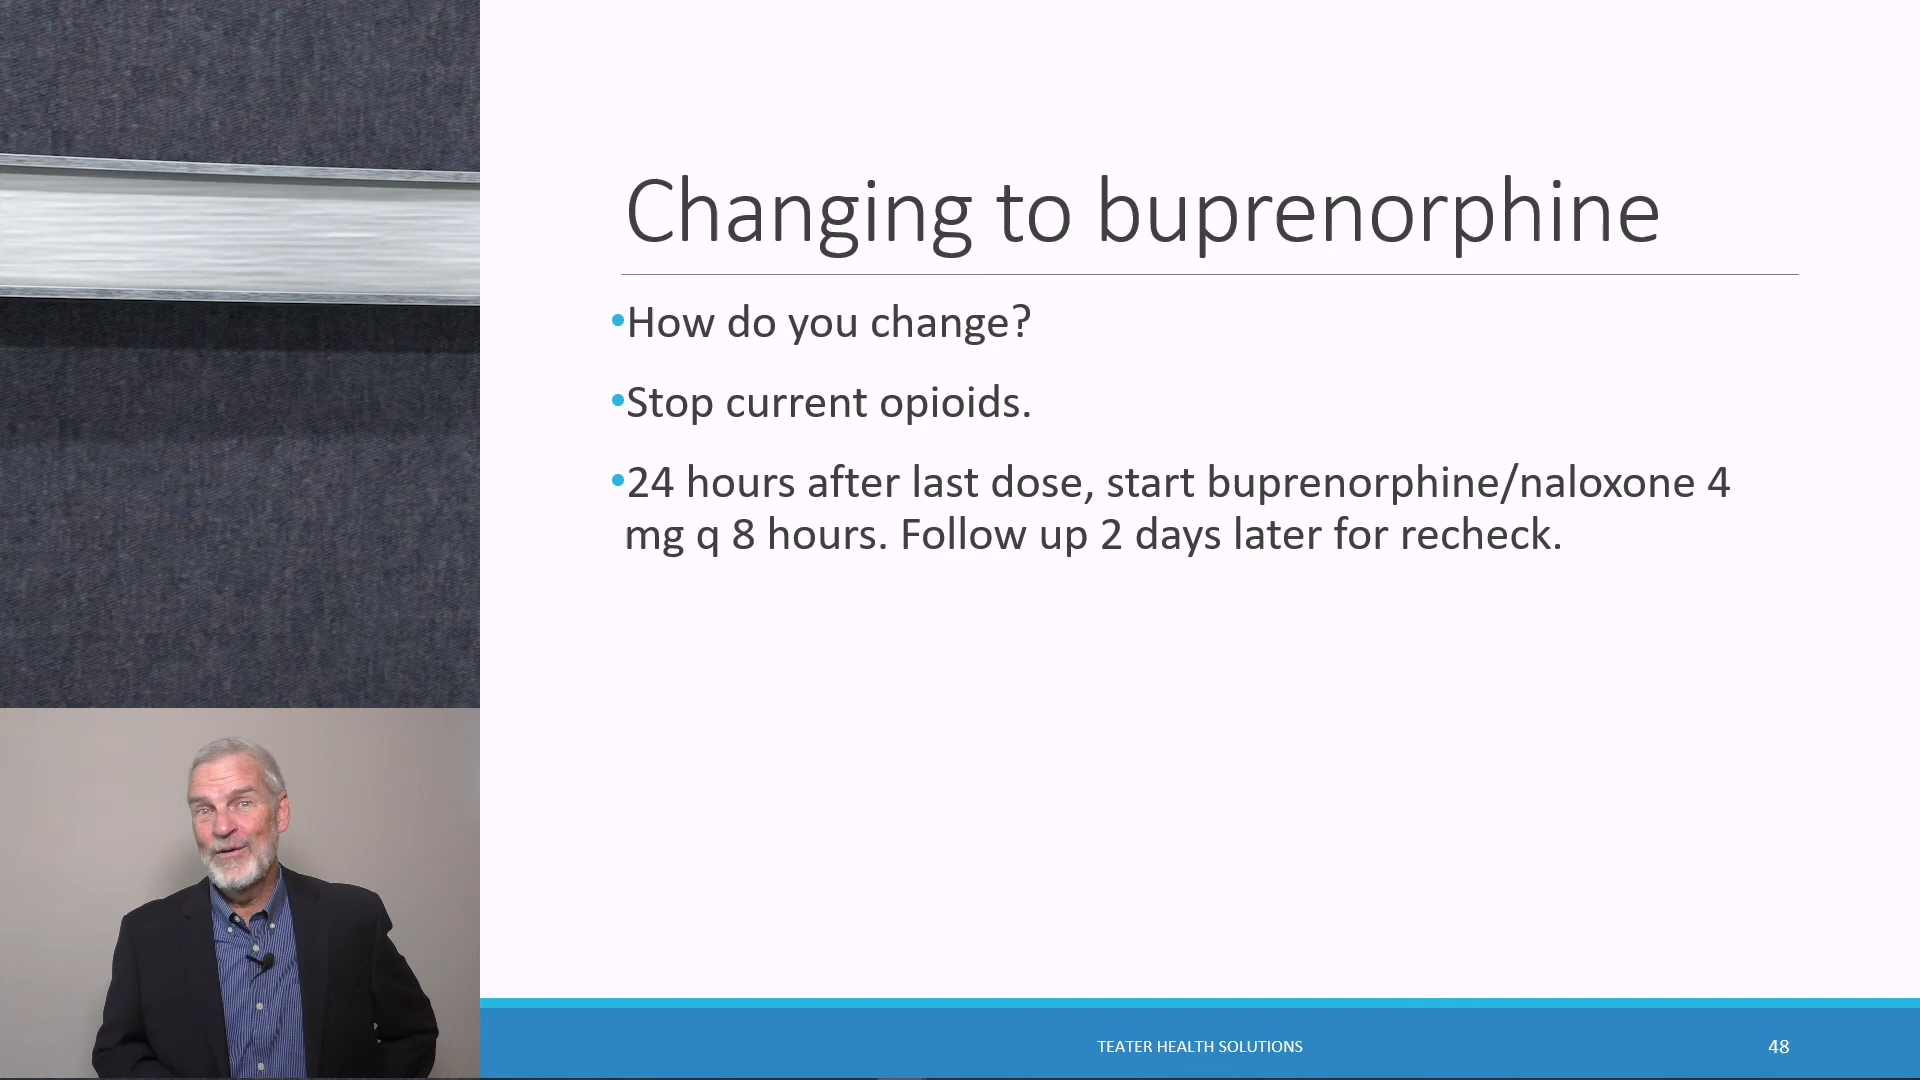 Changing to buprenorphine
•How do you change?
•Stop current opioids.
•24 hours after last dose, start buprenorphine/naloxone 4
mg q 8 hours. Follow up 2 days later for recheck.
TEATER HEALTH SOLUTIONS
48